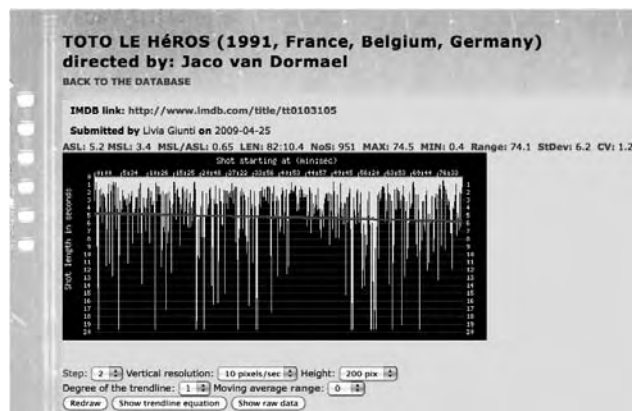 TOTO LE HéROS (1991, France, Belgium, Germany)
directed by: Jaco van Dormael
BACK TO THE DATABASE
IMDB link: http://www.imdb.com/title/tt0103105
Submitted by Livia Giunti on 2009-04-25
ASL: 5.2 MSL: 3.4 MSL/ASL: 0.65 LEN: 82:10.4 NoS: 951 MAX: 74.5 MIN: 0.4 Range: 74.1 StDev: 6.2 CV: 1.2
Shot starting at (min:sec)
Shot length in seconds
Step: 2 Vertical resolution: 10 pixels/sec Height: 200 pix
Degree of the trendline: 1 Moving average range: 0
Redraw Show trendline equation Show raw data